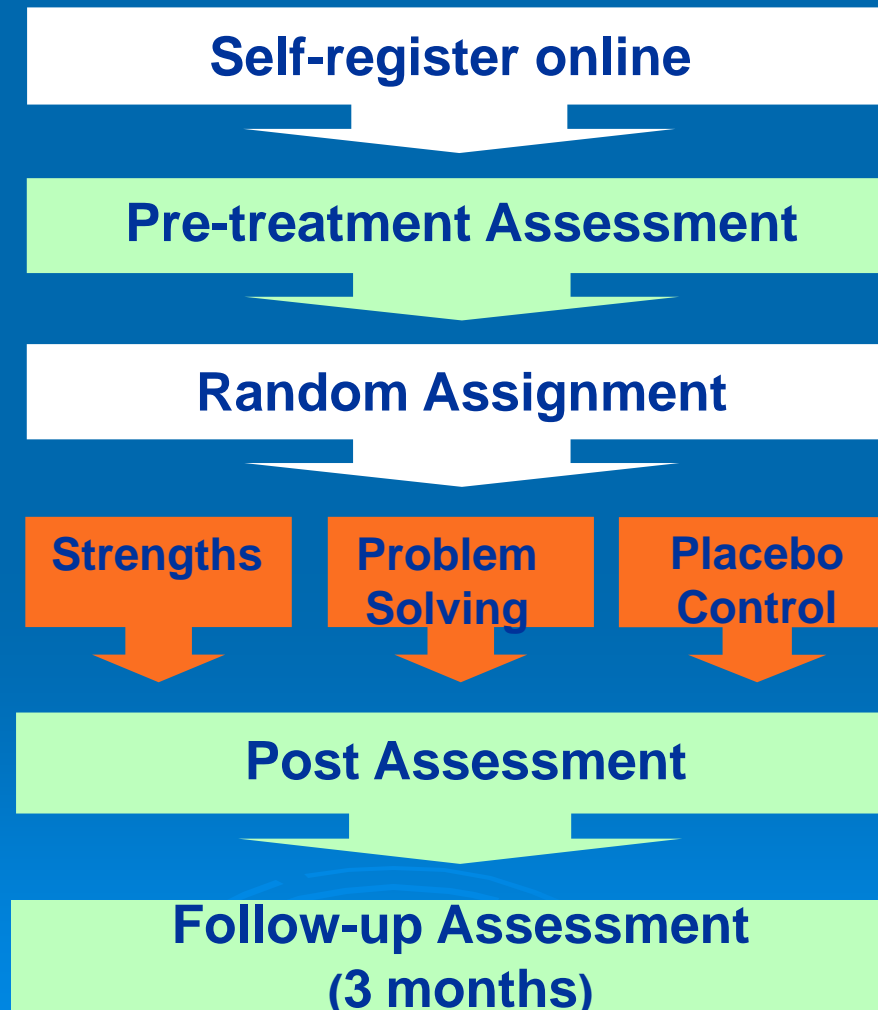 Self-register online
Pre-treatment Assessment
Random Assignment
Strengths
Problem
Solving
Placebo
Control
Post Assessment
Follow-up Assessment
(3 months)